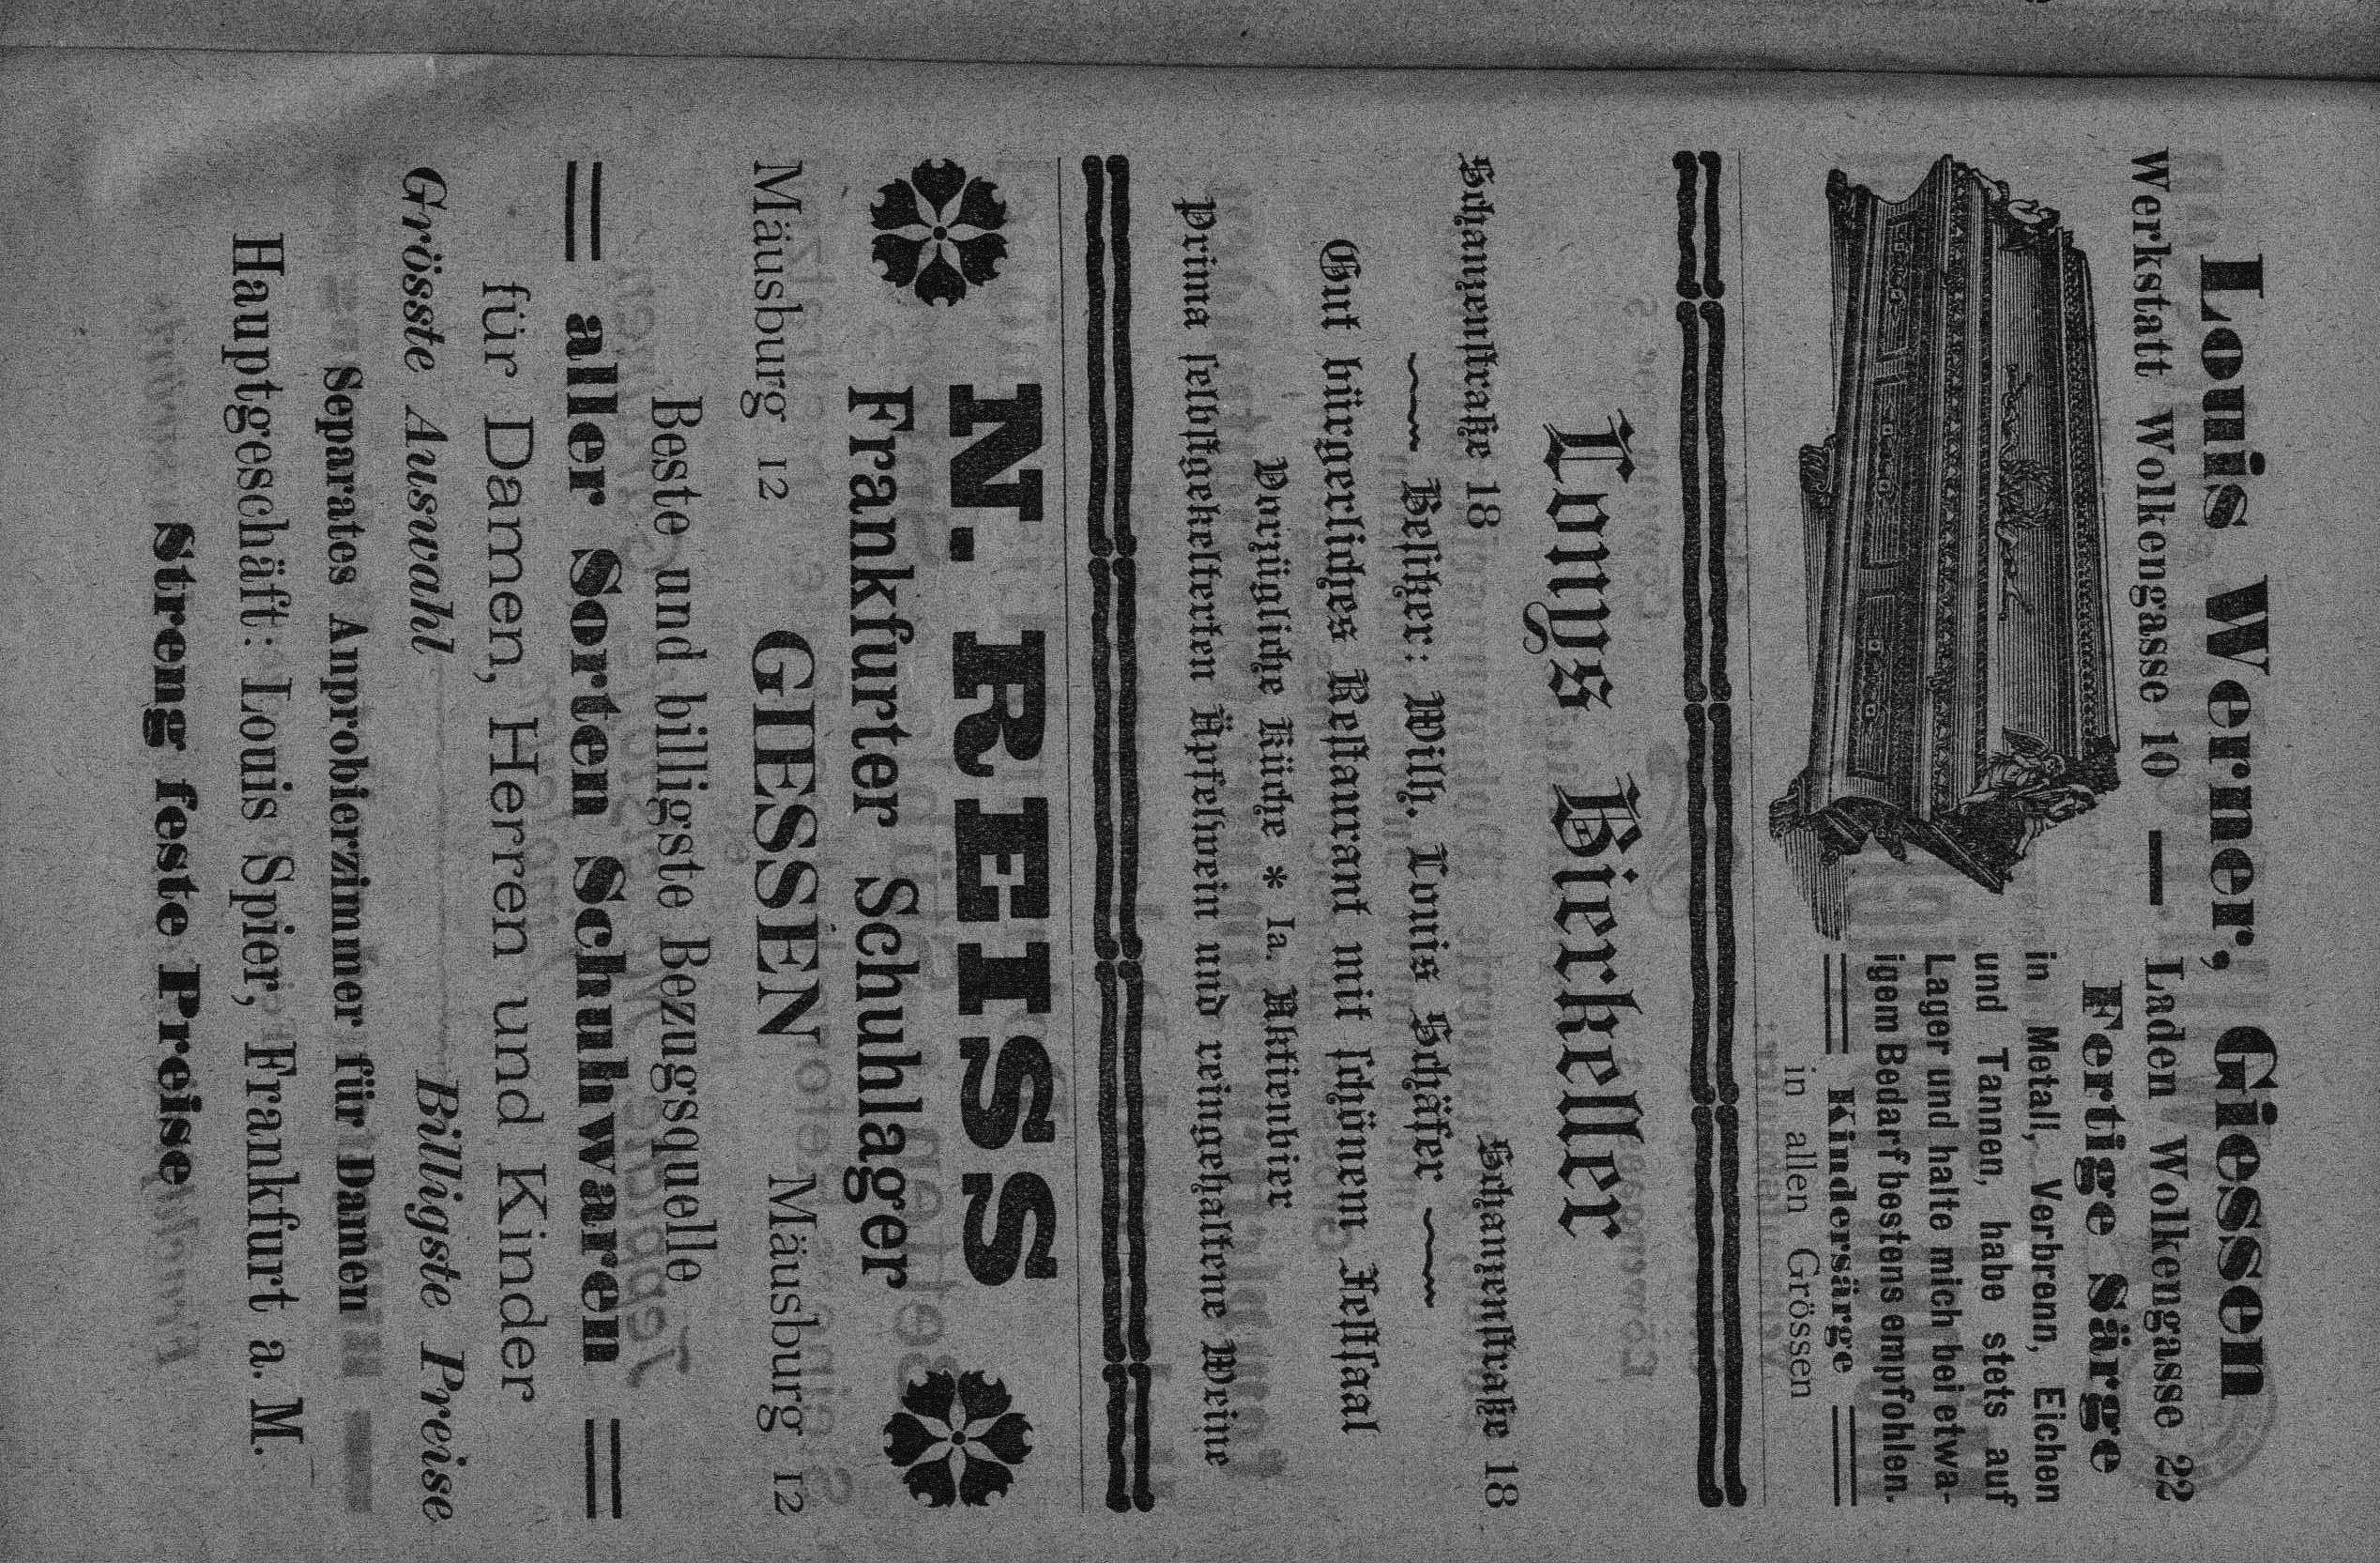 Louis Werner, Giessen
Werkstatt Wolkengasse 10 — Laden Wolkengasse 22
Fertige Särge
in Metall, Verbrenn, Eichen
und Tannen, habe stets auf
Lager und halte mich bei etwa-
igem Bedarf bestens empfohlen.
Kindersärge
in allen Grössen
Tonys Bierkeller
Schanzenstraße 18 Schanzenstraße 18
Besitzer: Wilh. Louis Schäfer
Gut bürgerliches Restaurant mit schönem Festsaal
Vorzügliche Küche * Ia. Aktienbier
Prima selbstgekelterten Äpfelwein und reingehaltene Weine
N. REISS
Frankfurter Schuhlager
Mäusburg 12 GIESSEN Mäusburg 12
Beste und billigste Bezugsquelle
aller Sorten Schuhwaren
für Damen, Herren und Kinder
Grösste Auswahl Billigste Preise
Separates Anprobierzimmer für Damen
Hauptgeschäft: Louis Spier, Frankfurt a. M.
Streng feste Preise